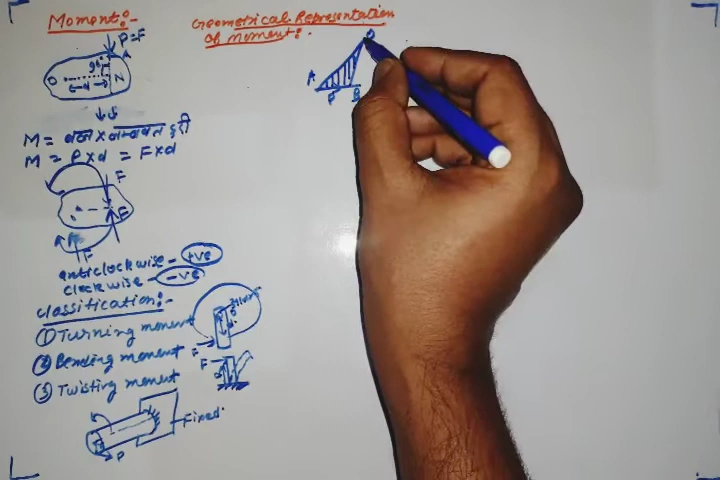 Moment:-
P=F
A
90°
O
d
N
M = बल × लम्बवत दूरी
M = P×d = F×d
F
F
F
anticlockwise - +ve
clockwise - -ve
classification:-
① Turning moment
② Bending moment
③ Twisting moment
F
F
Fixed
P
Geometrical Representation
of Moment:-
O
A
P
B